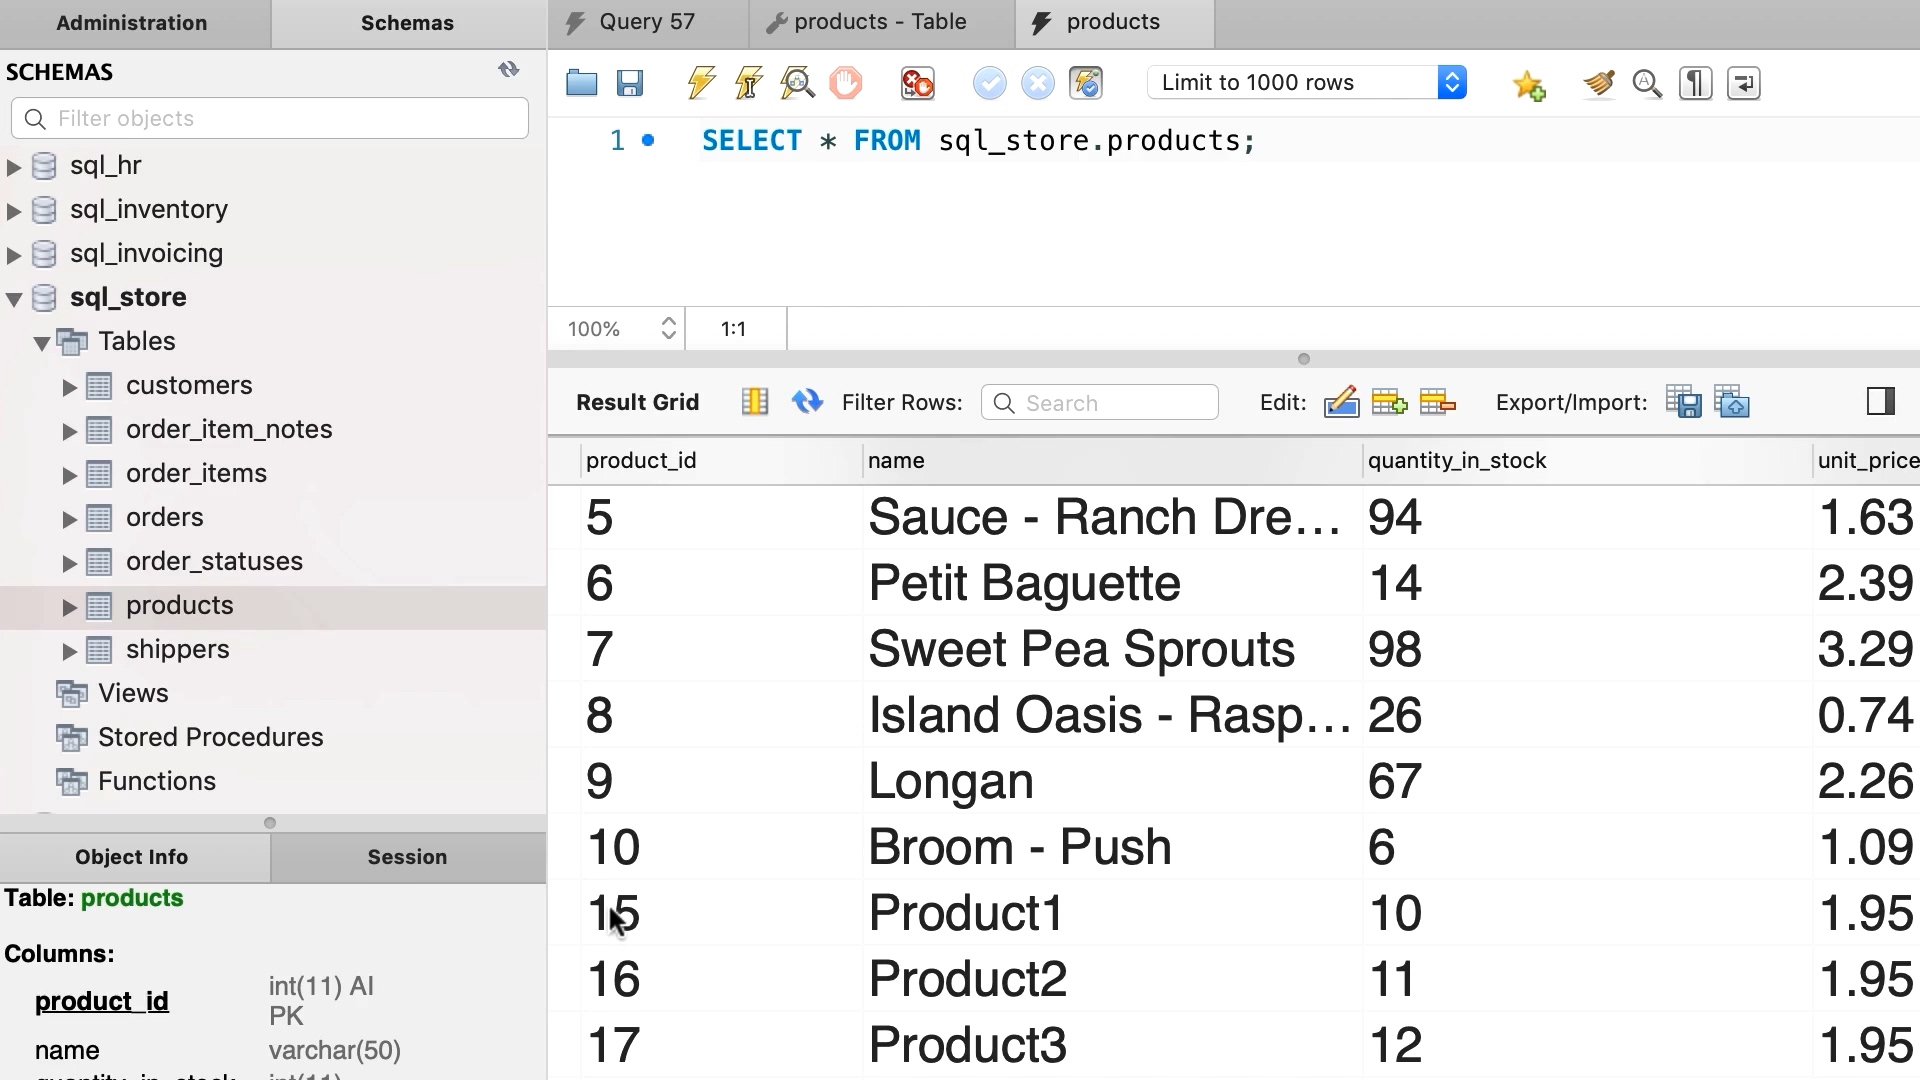 Administration
Schemas
Query 57
products - Table
products
SCHEMAS
Filter objects
Limit to 1000 rows
1 SELECT * FROM sql_store.products;
sql_hr
sql_inventory
sql_invoicing
sql_store
Tables
customers
order_item_notes
order_items
orders
order_statuses
products
shippers
Views
Stored Procedures
Functions
100%
1:1
Result Grid
Filter Rows:
Search
Edit:
Export/Import:
product_id name quantity_in_stock unit_price
5 Sauce - Ranch Dre... 94 1.63
6 Petit Baguette 14 2.39
7 Sweet Pea Sprouts 98 3.29
8 Island Oasis - Rasp... 26 0.74
9 Longan 67 2.26
10 Broom - Push 6 1.09
15 Product1 10 1.95
16 Product2 11 1.95
17 Product3 12 1.95
Object Info
Session
Table: products
Columns:
product_id int(11) AI
PK
name varchar(50)